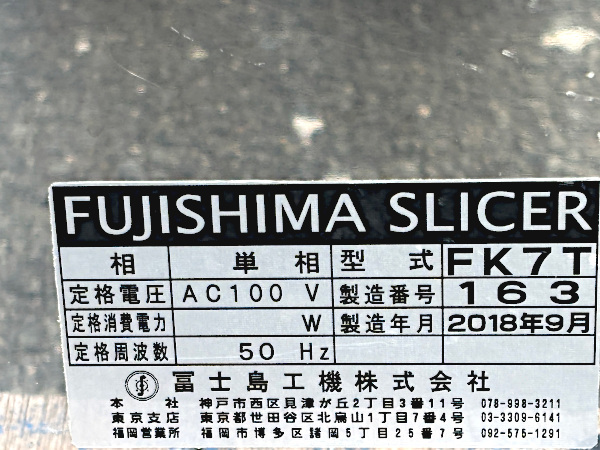 FUJISHIMA SLICER
相 単相 型式 FK7T
定格電圧 AC100 V 製造番号 163
定格消費電力 W 製造年月 2018年9月
定格周波数 50 Hz
冨士島工機株式会社
本社 神戸市西区見津が丘2丁目3番11号 078-998-3211
東京支店 東京都世田谷区北烏山1丁目7番4号 03-3309-6141
福岡営業所 福岡市博多区諸岡5丁目25番7号 092-575-1291